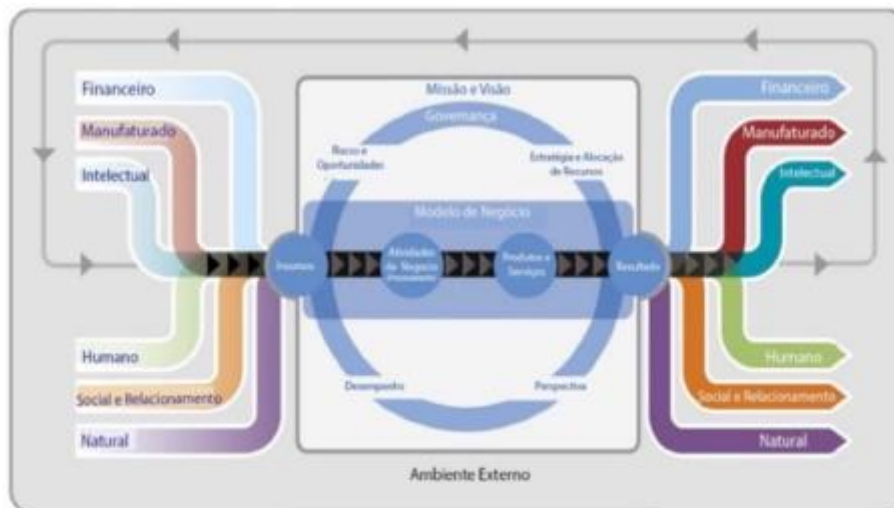 Financeiro
Manufaturado
Intelectual
Humano
Social e Relacionamento
Natural
Missão e Visão
Governança
Risco e
Oportunidades
Estratégia e Alocação
de Recursos
Modelo de Negócio
Insumos
Atividades
de Negócio
Produtos e
Serviços
Resultado
Desempenho
Perspectiva
Financeiro
Manufaturado
Intelectual
Humano
Social e Relacionamento
Natural
Ambiente Externo